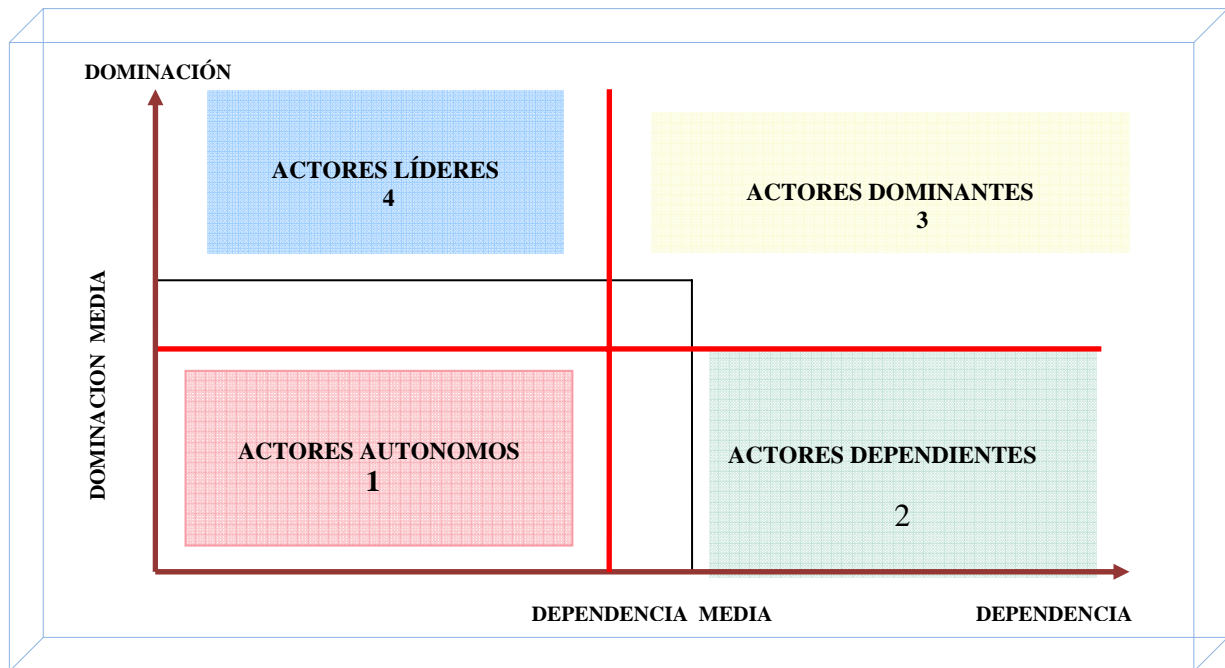 DOMINACIÓN
ACTORES LÍDERES
4
ACTORES DOMINANTES
3
DOMINACION MEDIA
ACTORES AUTONOMOS
1
ACTORES DEPENDIENTES
2
DEPENDENCIA MEDIA
DEPENDENCIA